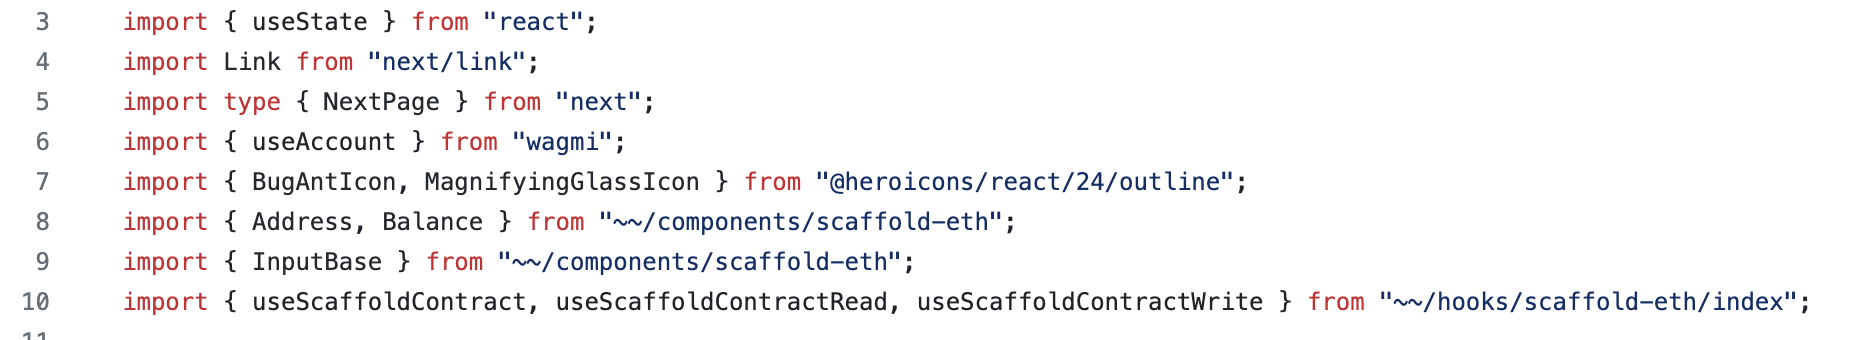 3 import { useState } from "react";
4 import Link from "next/link";
5 import type { NextPage } from "next";
6 import { useAccount } from "wagmi";
7 import { BugAntIcon, MagnifyingGlassIcon } from "@heroicons/react/24/outline";
8 import { Address, Balance } from "~~/components/scaffold-eth";
9 import { InputBase } from "~~/components/scaffold-eth";
10 import { useScaffoldContract, useScaffoldContractRead, useScaffoldContractWrite } from "~~/hooks/scaffold-eth/index";
11